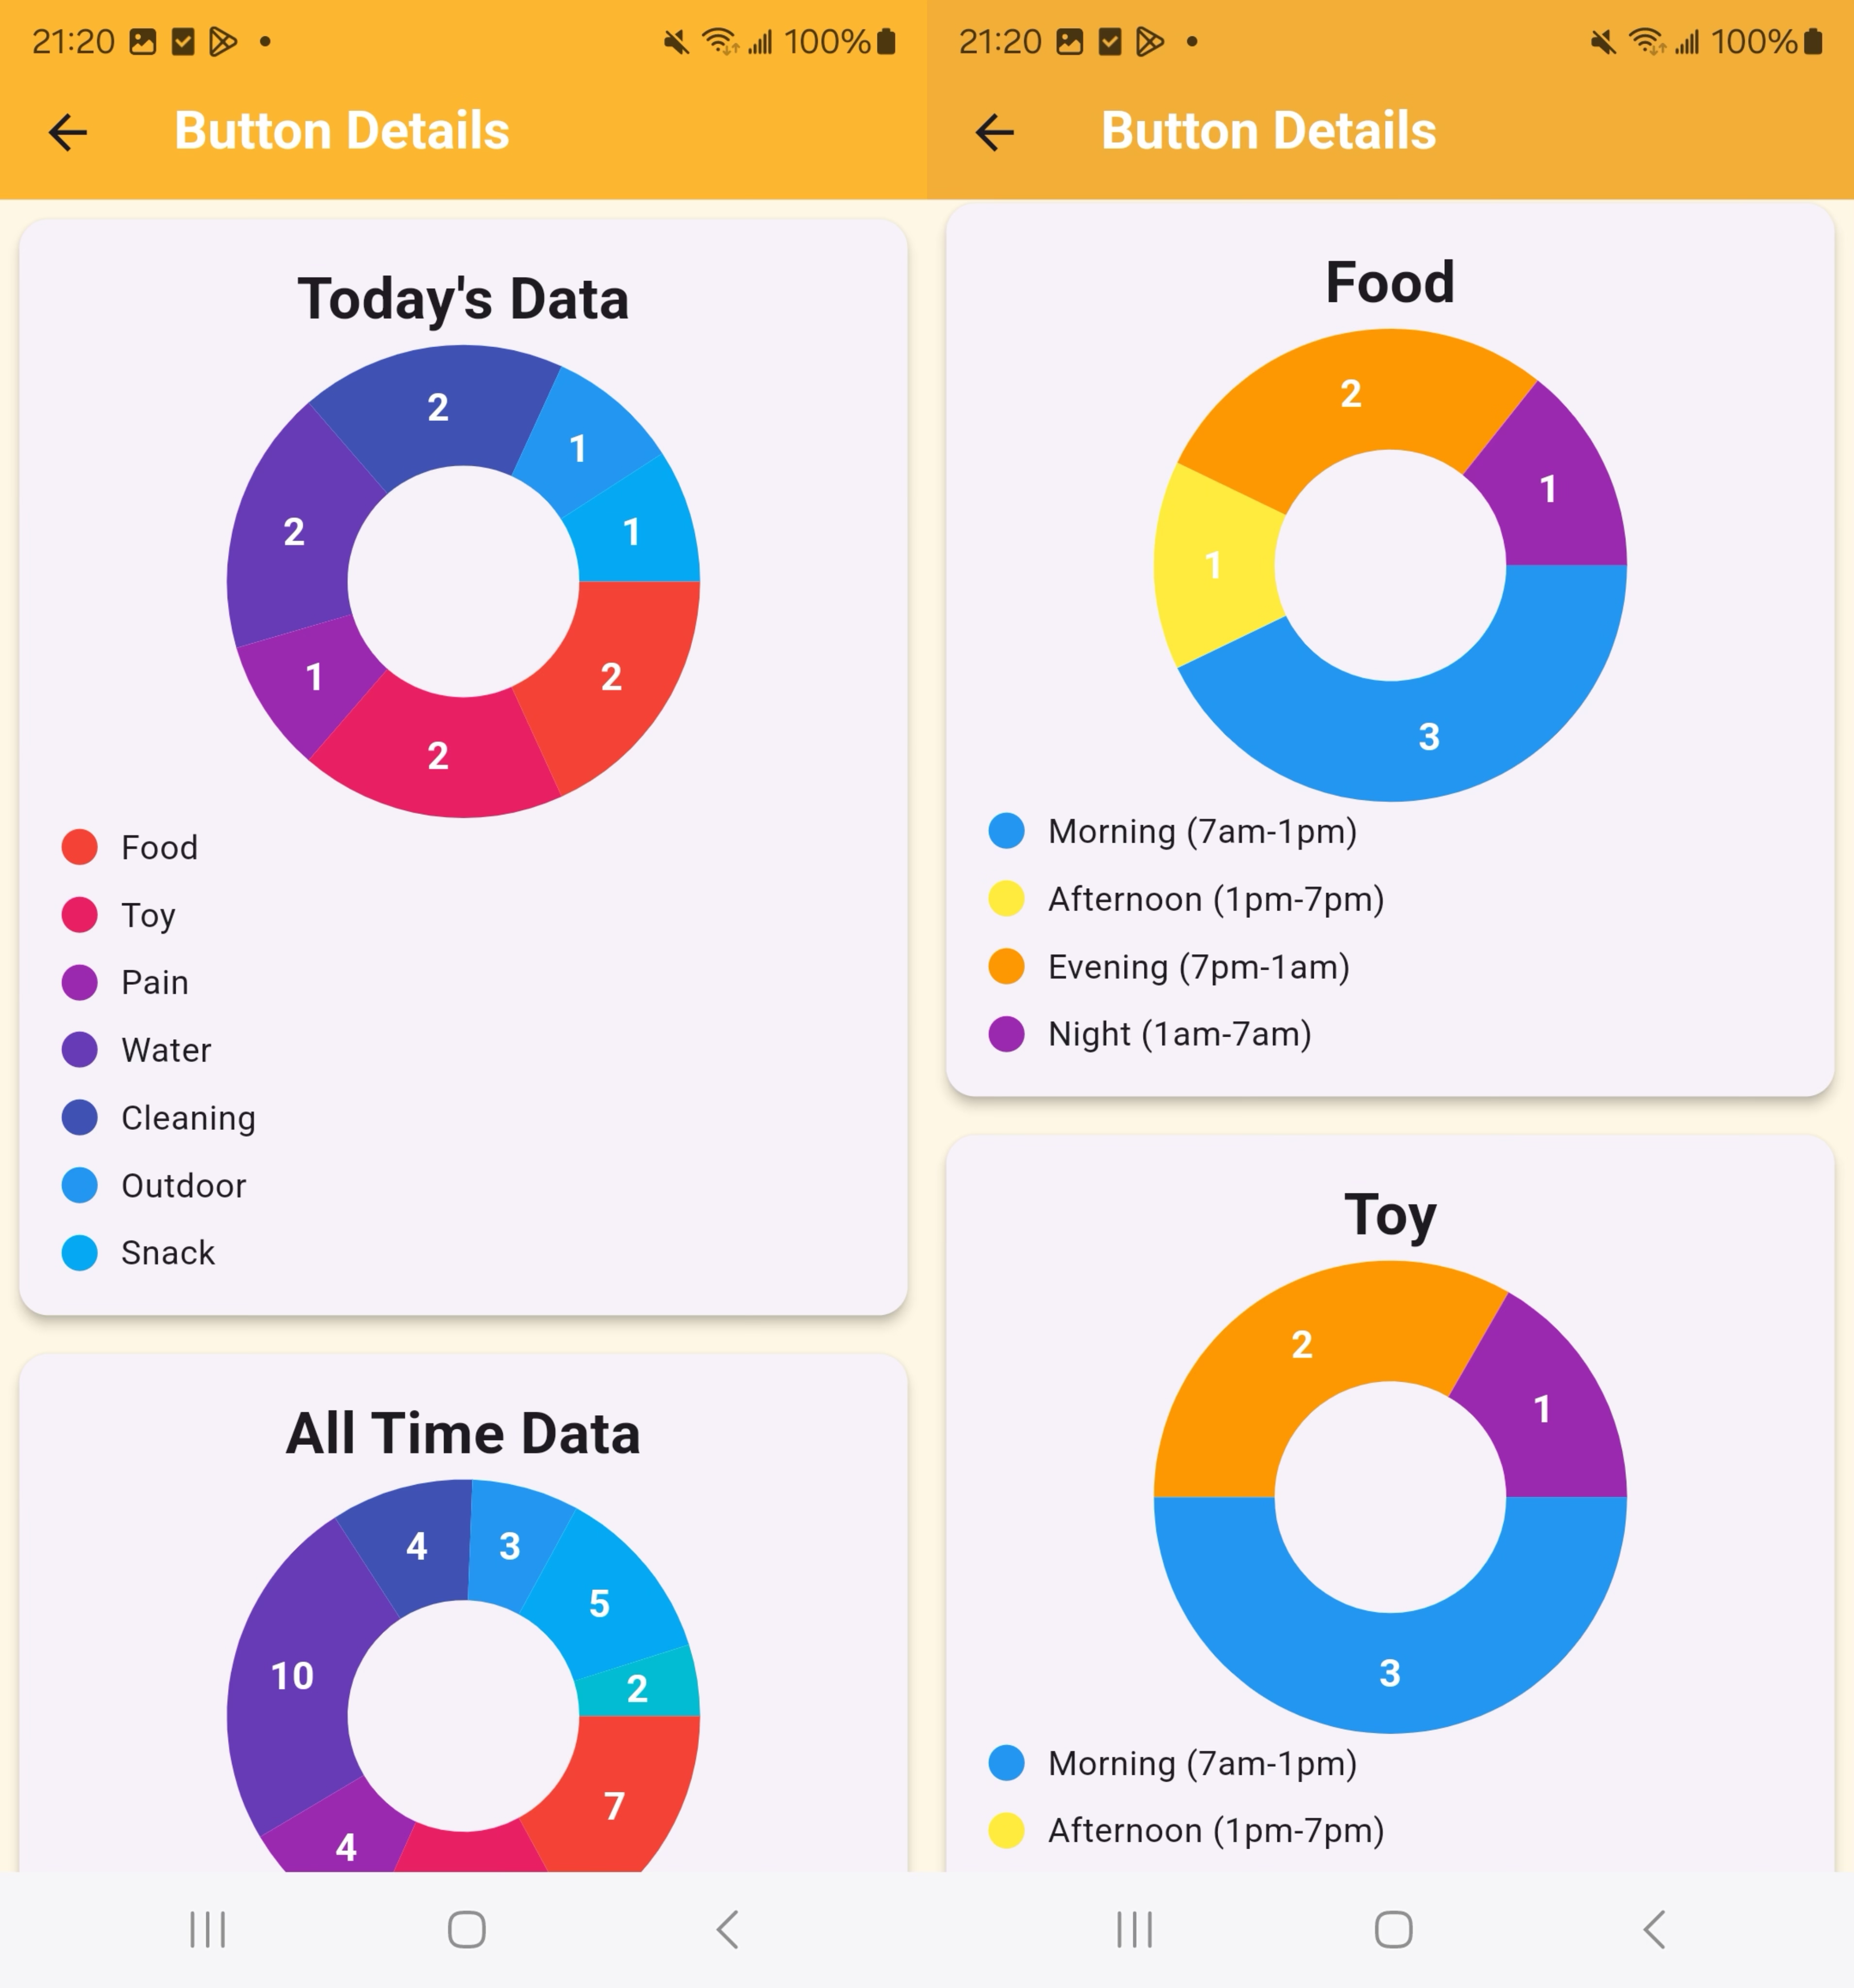 21:20 100%
Button Details
Today's Data
2
1
1
2
2
1
2
Food
Toy
Pain
Water
Cleaning
Outdoor
Snack
All Time Data
4
3
5
2
10
7
4
21:20 100%
Button Details
Food
2
1
1
3
Morning (7am-1pm)
Afternoon (1pm-7pm)
Evening (7pm-1am)
Night (1am-7am)
Toy
2
1
3
Morning (7am-1pm)
Afternoon (1pm-7pm)